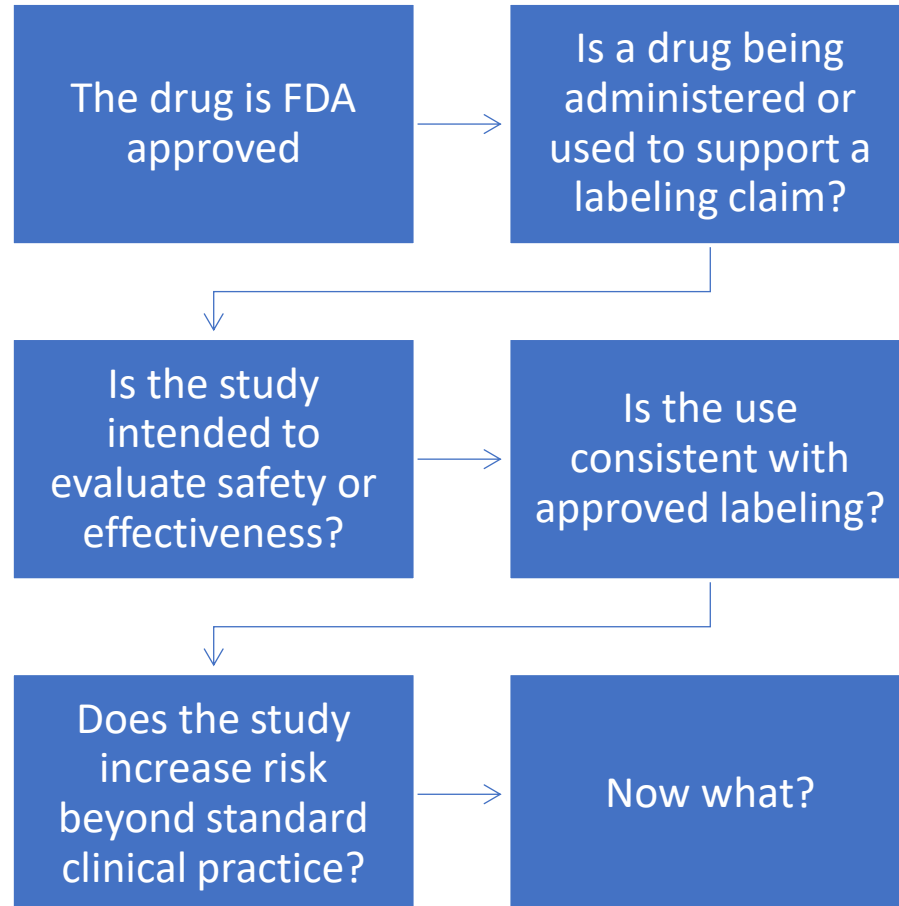 The drug is FDA
approved
Is a drug being
administered or
used to support a
labeling claim?
Is the study
intended to
evaluate safety or
effectiveness?
Is the use
consistent with
approved labeling?
Does the study
increase risk
beyond standard
clinical practice?
Now what?